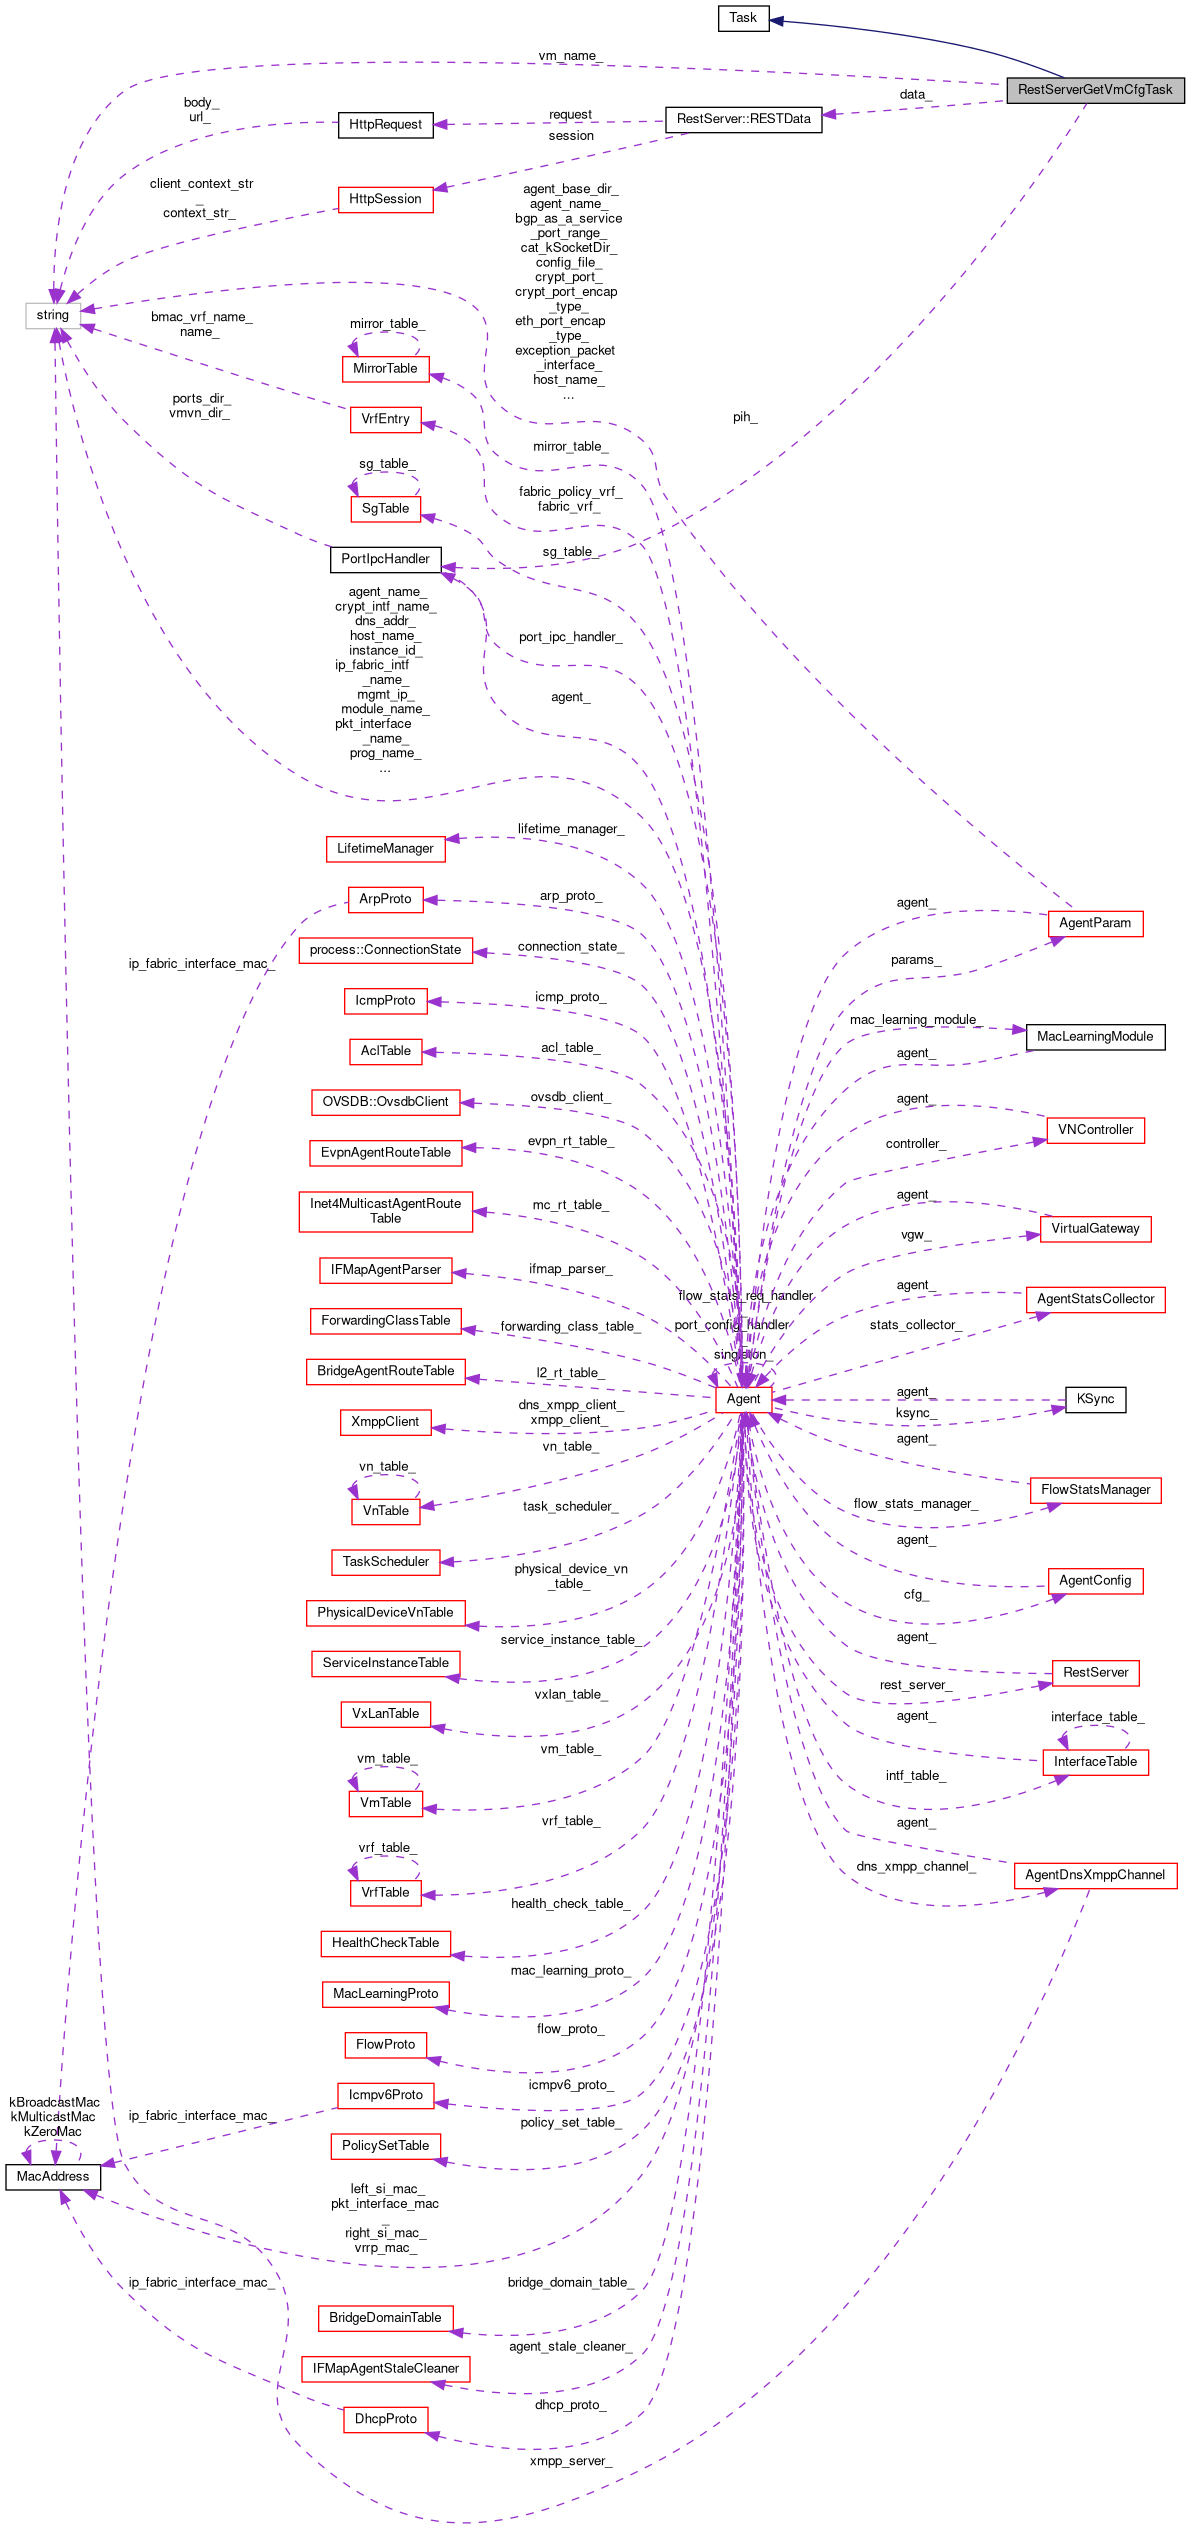 Task
vm_name_
RestServerGetVmCfgTask
data_
body_
url_
HttpRequest
request
RestServer::RESTData
session
client_context_str
_
context_str_
HttpSession
agent_base_dir_
agent_name_
bgp_as_a_service
_port_range_
cat_kSocketDir_
config_file_
crypt_port_
crypt_port_encap
_type_
eth_port_encap
_type_
exception_packet
_interface_
host_name_
...
string
bmac_vrf_name_
name_
mirror_table_
MirrorTable
ports_dir_
vmvn_dir_
VrfEntry
pih_
mirror_table_
sg_table_
SgTable
fabric_policy_vrf_
fabric_vrf_
PortIpcHandler
sg_table_
agent_name_
crypt_intf_name_
dns_addr_
host_name_
instance_id_
ip_fabric_intf
_name_
mgmt_ip_
module_name_
pkt_interface
_name_
prog_name_
...
port_ipc_handler_
agent_
lifetime_manager_
LifetimeManager
ArpProto
arp_proto_
agent_
AgentParam
ip_fabric_interface_mac_
process::ConnectionState
connection_state_
params_
IcmpProto
icmp_proto_
mac_learning_module_
MacLearningModule
AclTable
acl_table_
agent_
OVSDB::OvsdbClient
ovsdb_client_
agent_
VNController
EvpnAgentRouteTable
evpn_rt_table_
controller_
Inet4MulticastAgentRoute
Table
mc_rt_table_
agent_
VirtualGateway
vgw_
IFMapAgentParser
ifmap_parser_
agent_
AgentStatsCollector
flow_stats_req_handler
_
port_config_handler
_
singleton_
ForwardingClassTable
forwarding_class_table_
stats_collector_
BridgeAgentRouteTable
l2_rt_table_
Agent
agent_
KSync
ksync_
XmppClient
dns_xmpp_client_
xmpp_client_
agent_
vn_table_
vn_table_
VnTable
FlowStatsManager
flow_stats_manager_
task_scheduler_
TaskScheduler
agent_
physical_device_vn
_table_
AgentConfig
cfg_
PhysicalDeviceVnTable
service_instance_table_
agent_
ServiceInstanceTable
RestServer
rest_server_
vxlan_table_
VxLanTable
agent_
interface_table_
vm_table_
vm_table_
InterfaceTable
intf_table_
VmTable
vrf_table_
agent_
vrf_table_
VrfTable
dns_xmpp_channel_
AgentDnsXmppChannel
health_check_table_
HealthCheckTable
mac_learning_proto_
MacLearningProto
flow_proto_
FlowProto
icmpv6_proto_
Icmpv6Proto
kBroadcastMac
kMulticastMac
kZeroMac
ip_fabric_interface_mac_
policy_set_table_
PolicySetTable
MacAddress
left_si_mac_
pkt_interface_mac
_
right_si_mac_
vrrp_mac_
ip_fabric_interface_mac_
bridge_domain_table_
BridgeDomainTable
agent_stale_cleaner_
IFMapAgentStaleCleaner
dhcp_proto_
DhcpProto
xmpp_server_